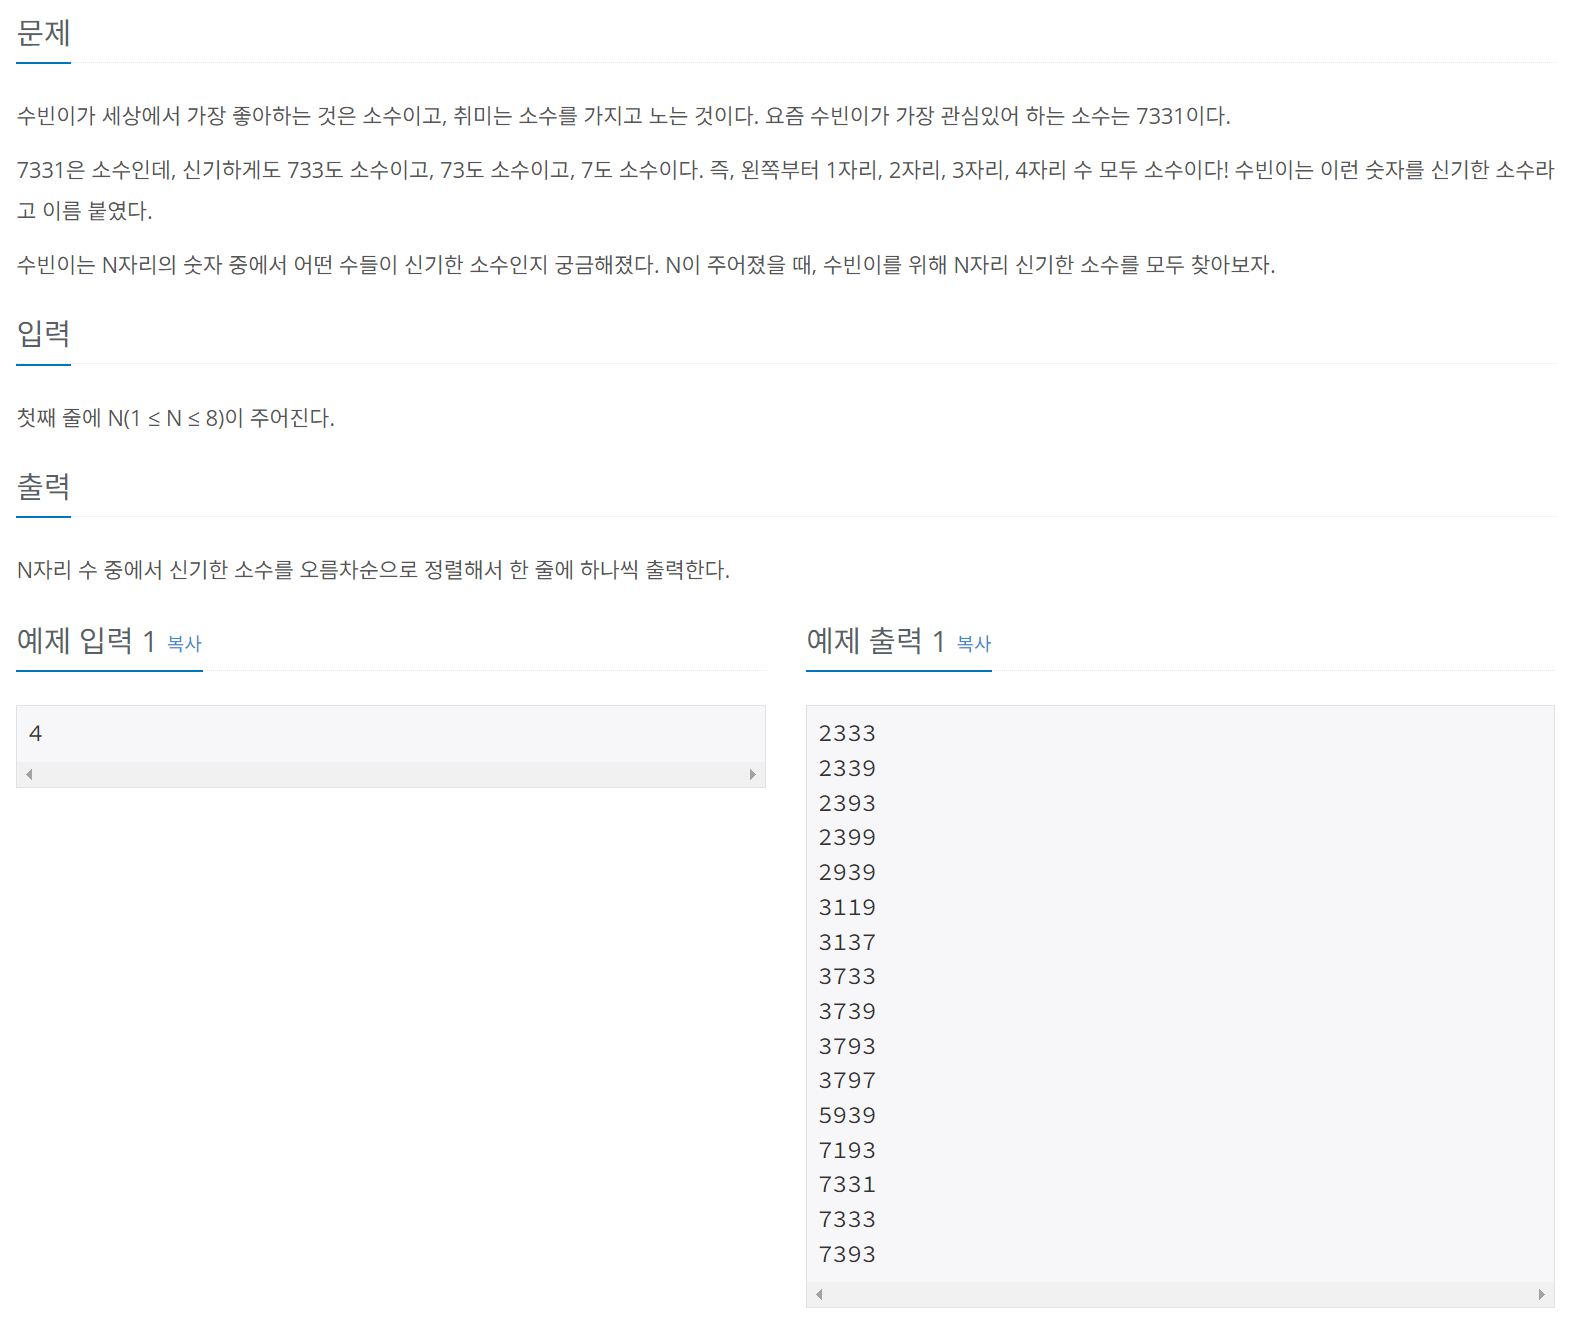 문제
수빈이가 세상에서 가장 좋아하는 것은 소수이고, 취미는 소수를 가지고 노는 것이다. 요즘 수빈이가 가장 관심있어 하는 소수는 7331이다.
7331은 소수인데, 신기하게도 733도 소수이고, 73도 소수이고, 7도 소수이다. 즉, 왼쪽부터 1자리, 2자리, 3자리, 4자리 수 모두 소수이다! 수빈이는 이런 숫자를 신기한 소수라
고 이름 붙였다.
수빈이는 N자리의 숫자 중에서 어떤 수들이 신기한 소수인지 궁금해졌다. N이 주어졌을 때, 수빈이를 위해 N자리 신기한 소수를 모두 찾아보자.
입력
첫째 줄에 N(1 ≤ N ≤ 8)이 주어진다.
출력
N자리 수 중에서 신기한 소수를 오름차순으로 정렬해서 한 줄에 하나씩 출력한다.
예제 입력 1 복사
4
예제 출력 1 복사
2333
2339
2393
2399
2939
3119
3137
3733
3739
3793
3797
5939
7193
7331
7333
7393